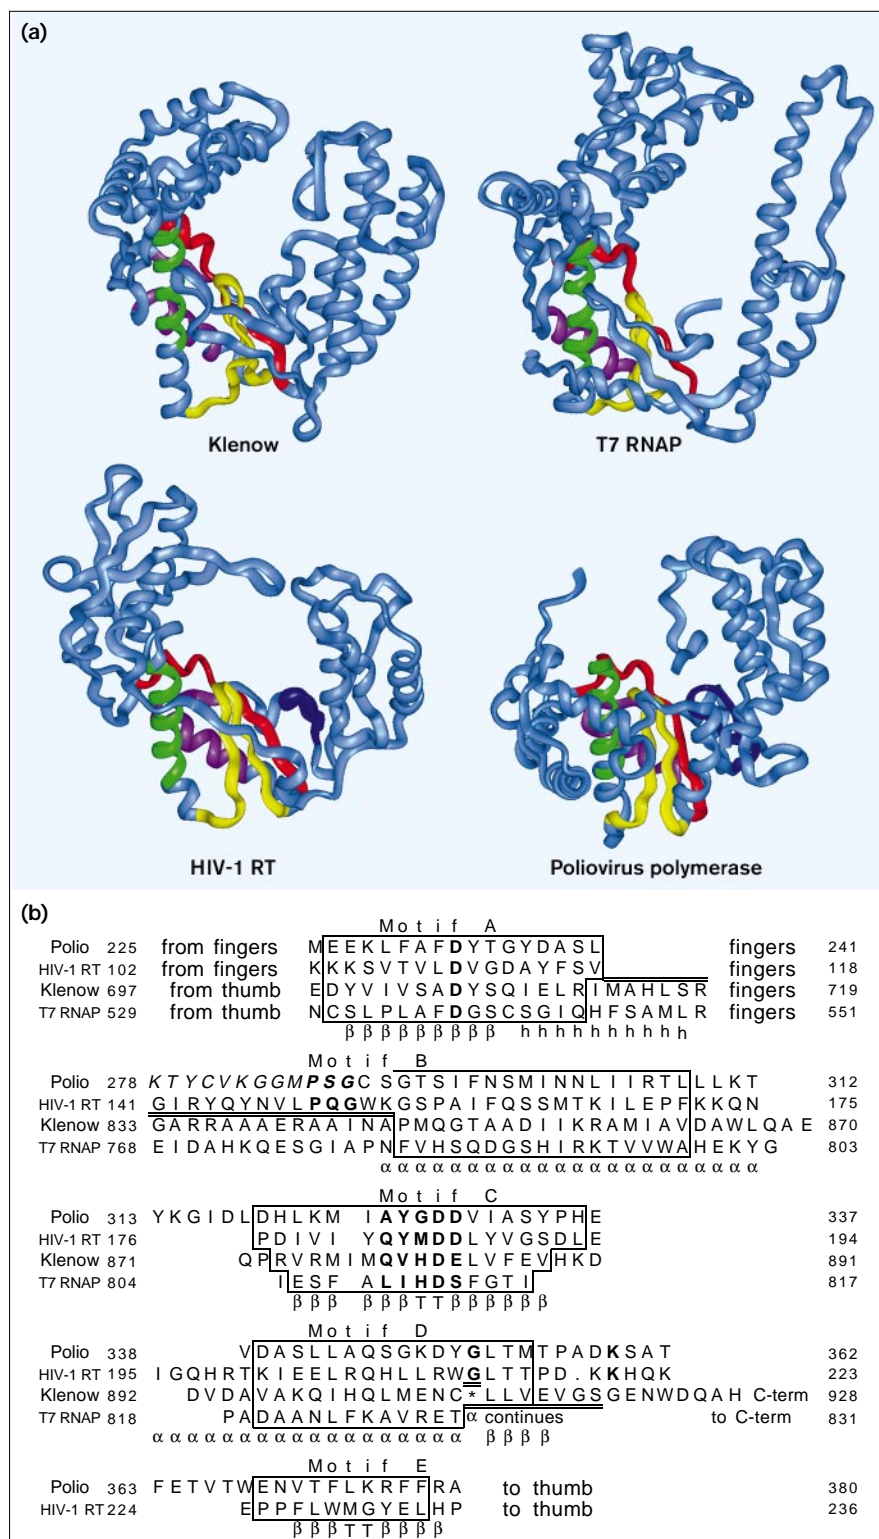 (a)
Klenow
T7 RNAP
HIV-1 RT
Poliovirus polymerase
(b)
Motif A
Polio 225 from fingers MEEKLFAFDYTGYDASL fingers 241
HIV-1 RT 102 from fingers KKKSVTVLDVGDAYFSV fingers 118
Klenow 697 from thumb EDYVIVSADYSQIELRIMAHLSR fingers 719
T7 RNAP 529 from thumb NCSLPLAFDGSCSGIQHFSAMLR fingers 551
βββββββββ hhhhhhhhhh
Motif B
Polio 278 KTYCVKGGMPSGCSGTSIFNSMINNLIIRTLLLKT 312
HIV-1 RT 141 GIRYQYNVLPQGWKGSPAIFQSSMTKILEPFKKQN 175
Klenow 833 GARRAAAERAAINAPMQGTAADIIKRAMIAVDAWLQAE 870
T7 RNAP 768 EIDAHKQESGIAPNFVHSQDGSHIRKTVVWAHEKYG 803
αααααααααααααααααααααα
Motif C
Polio 313 YKGIDLDHLKM IAYGDDVIASYPHE 337
HIV-1 RT 176 PDIVI YQYMDDLYVGSDLE 194
Klenow 871 QPRVRMIMQVHDELVFEVHKD 891
T7 RNAP 804 IESF ALIHDSFGTI 817
βββ βββTTββββββ
Motif D
Polio 338 VDASLLAQSGKDYGLTMTPADKSAT 362
HIV-1 RT 195 IGQHRTKIEELRQHLLRWGLTTPD.KKHQK 223
Klenow 892 DVDAVAKQIHQLMENC*LLVEVGSGENWDQAH C-term 928
T7 RNAP 818 PADAANLFKAVRETα continues to C-term 831
αααααααααααααααααα ββββ
Motif E
Polio 363 FETVTWENVTFLKRFFRA to thumb 380
HIV-1 RT 224 EPPFLWMGYELHP to thumb 236
βββTTββββ